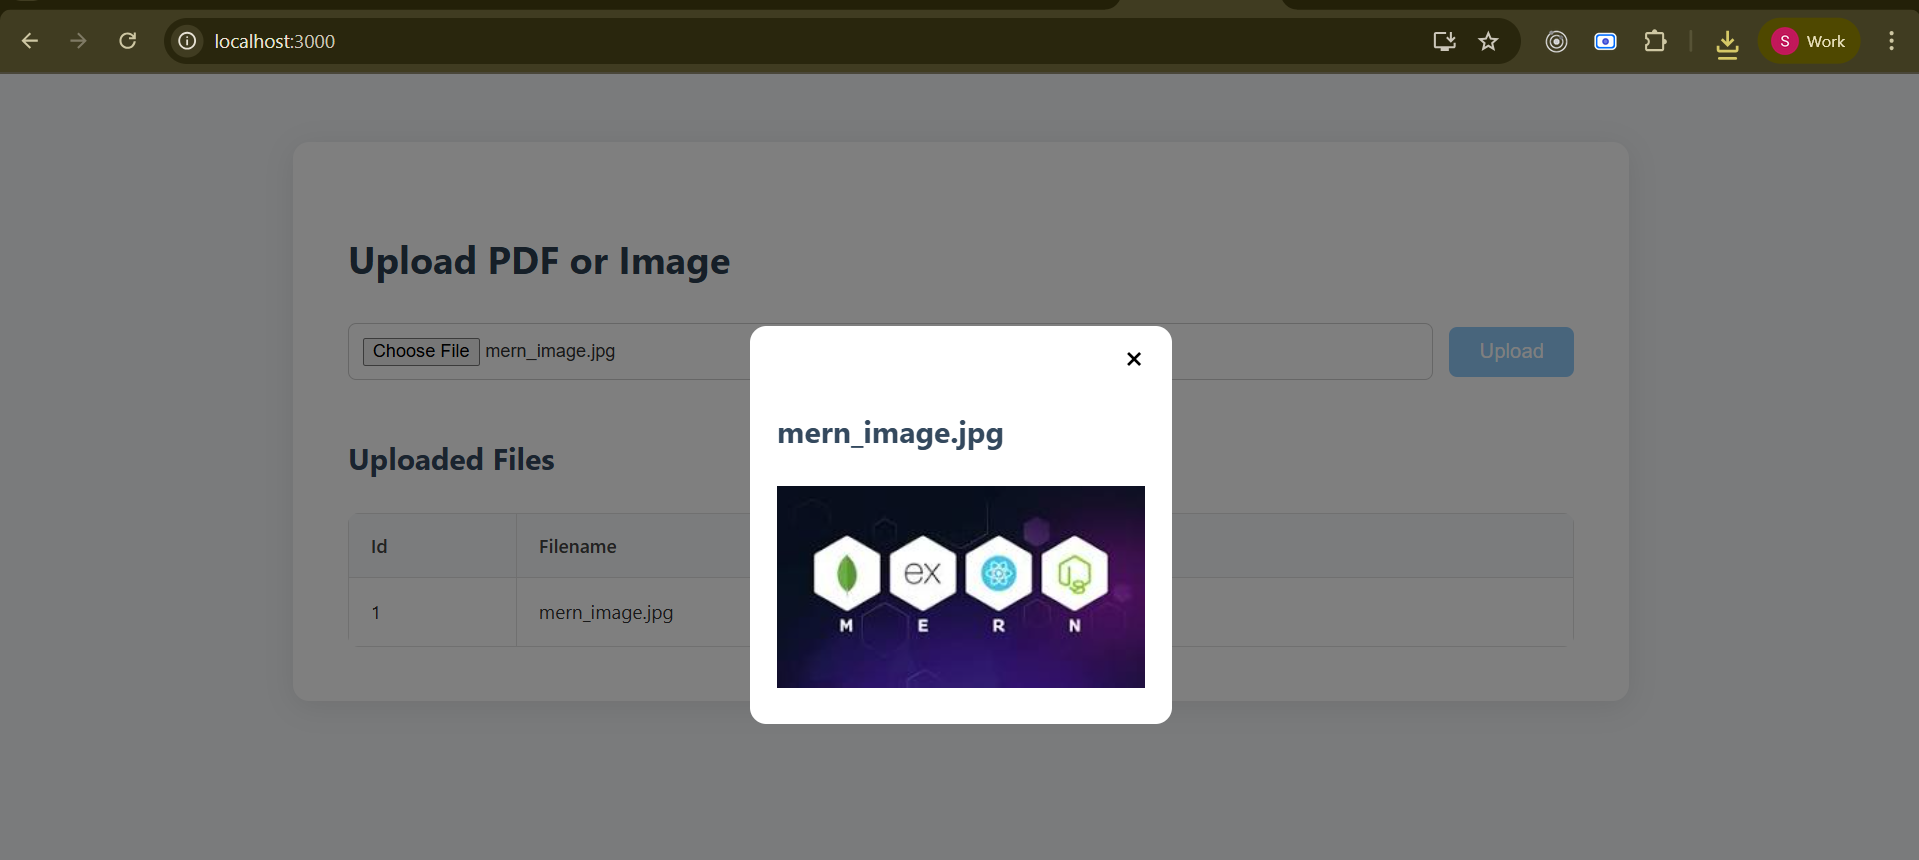 localhost:3000
S Work
Upload PDF or Image
Choose File mern_image.jpg
Upload
Uploaded Files
Id Filename
1 mern_image.jpg
×
mern_image.jpg
ex JS
M E R N